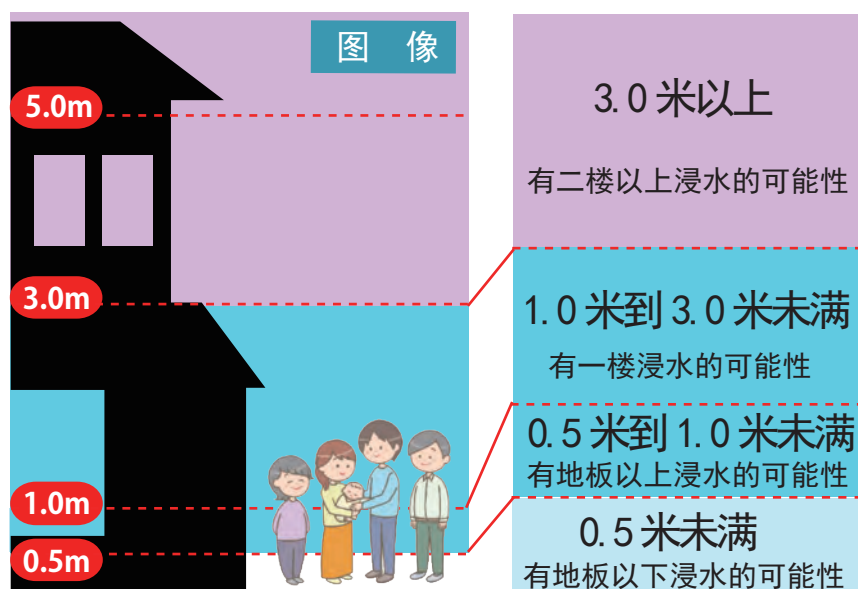 图 像
5.0m
3.0m
1.0m
0.5m
3.0 米以上
有二楼以上浸水的可能性
1.0 米到 3.0 米未满
有一楼浸水的可能性
0.5 米到 1.0 米未满
有地板以上浸水的可能性
0.5 米未满
有地板以下浸水的可能性